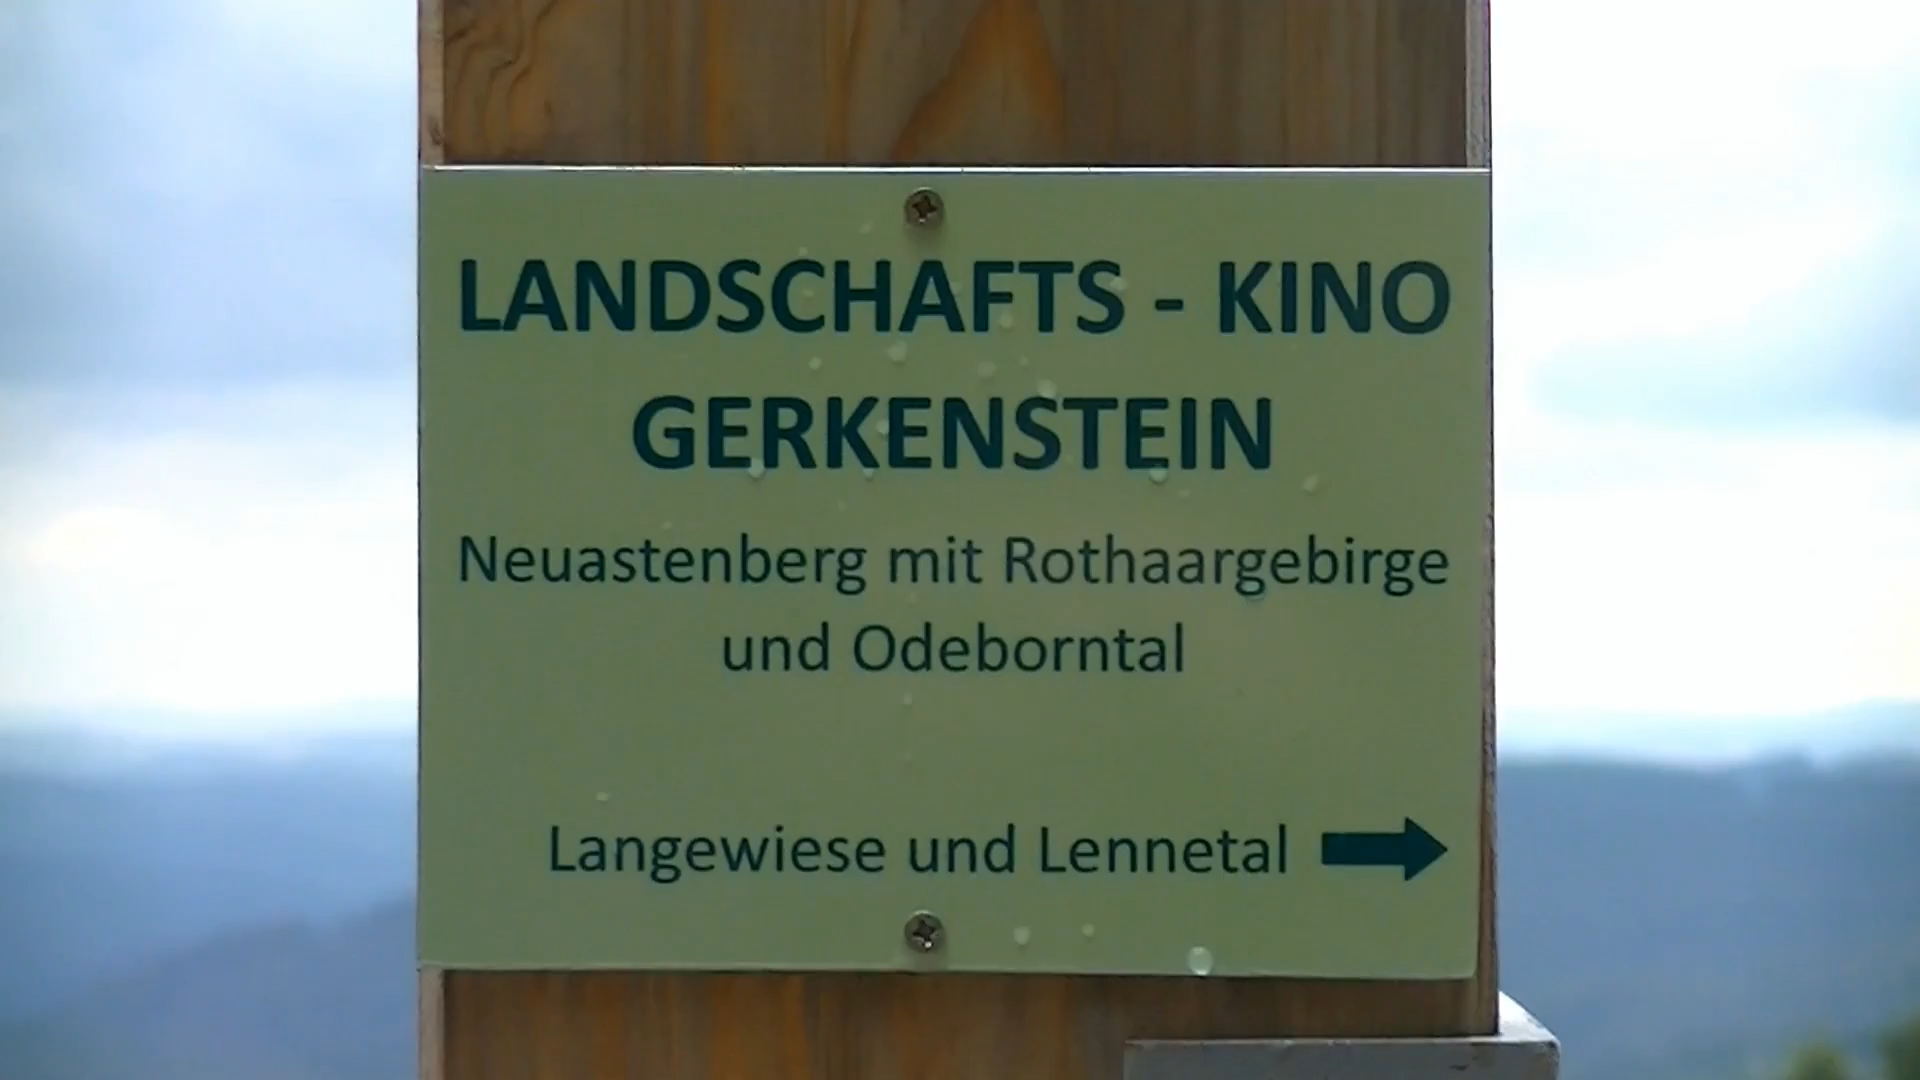 LANDSCHAFTS - KINO
GERKENSTEIN
Neuastenberg mit Rothaargebirge
und Odeborntal
Langewiese und Lennetal